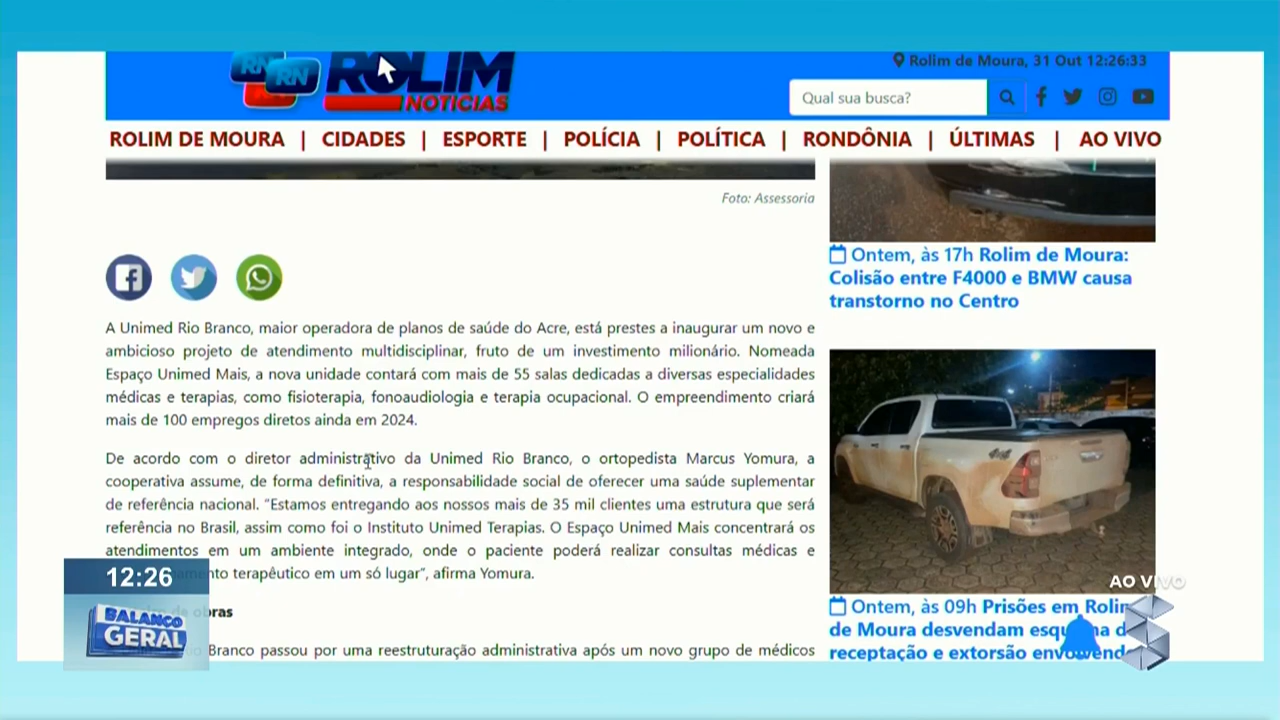 RN RN
ROLIM
NOTICIAS
Rolim de Moura, 31 Out 12:26:33
Qual sua busca?
ROLIM DE MOURA | CIDADES | ESPORTE | POLÍCIA | POLÍTICA | RONDÔNIA | ÚLTIMAS | AO VIVO
Foto: Assessoria
A Unimed Rio Branco, maior operadora de planos de saúde do Acre, está prestes a inaugurar um novo e
ambicioso projeto de atendimento multidisciplinar, fruto de um investimento milionário. Nomeada
Espaço Unimed Mais, a nova unidade contará com mais de 55 salas dedicadas a diversas especialidades
médicas e terapias, como fisioterapia, fonoaudiologia e terapia ocupacional. O empreendimento criará
mais de 100 empregos diretos ainda em 2024.
De acordo com o diretor administrativo da Unimed Rio Branco, o ortopedista Marcus Yomura, a
cooperativa assume, de forma definitiva, a responsabilidade social de oferecer uma saúde suplementar
de referência nacional. “Estamos entregando aos nossos mais de 35 mil clientes uma estrutura que será
referência no Brasil, assim como foi o Instituto Unimed Terapias. O Espaço Unimed Mais concentrará os
atendimentos em um ambiente integrado, onde o paciente poderá realizar consultas médicas e
terapêutico em um só lugar”, afirma Yomura.
de obras
Branco passou por uma reestruturação administrativa após um novo grupo de médicos
Ontem, às 17h Rolim de Moura:
Colisão entre F4000 e BMW causa
transtorno no Centro
Ontem, às 09h Prisões em Rolim
de Moura desvendam
receptação e extorsão
12:26
BALANÇO
GERAL
AO VIVO